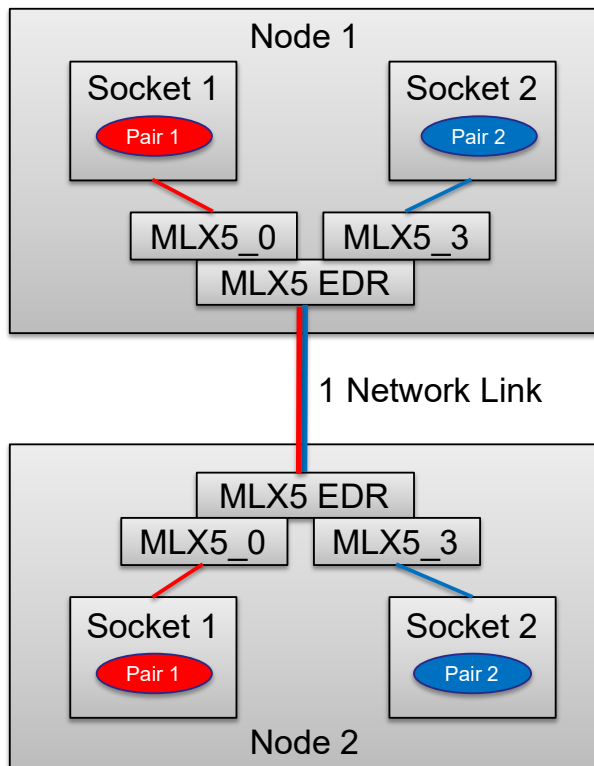 Node 1
Socket 1
Socket 2
Pair 1
Pair 2
MLX5_0
MLX5_3
MLX5 EDR
1 Network Link
MLX5 EDR
MLX5_0
MLX5_3
Socket 1
Socket 2
Pair 1
Pair 2
Node 2